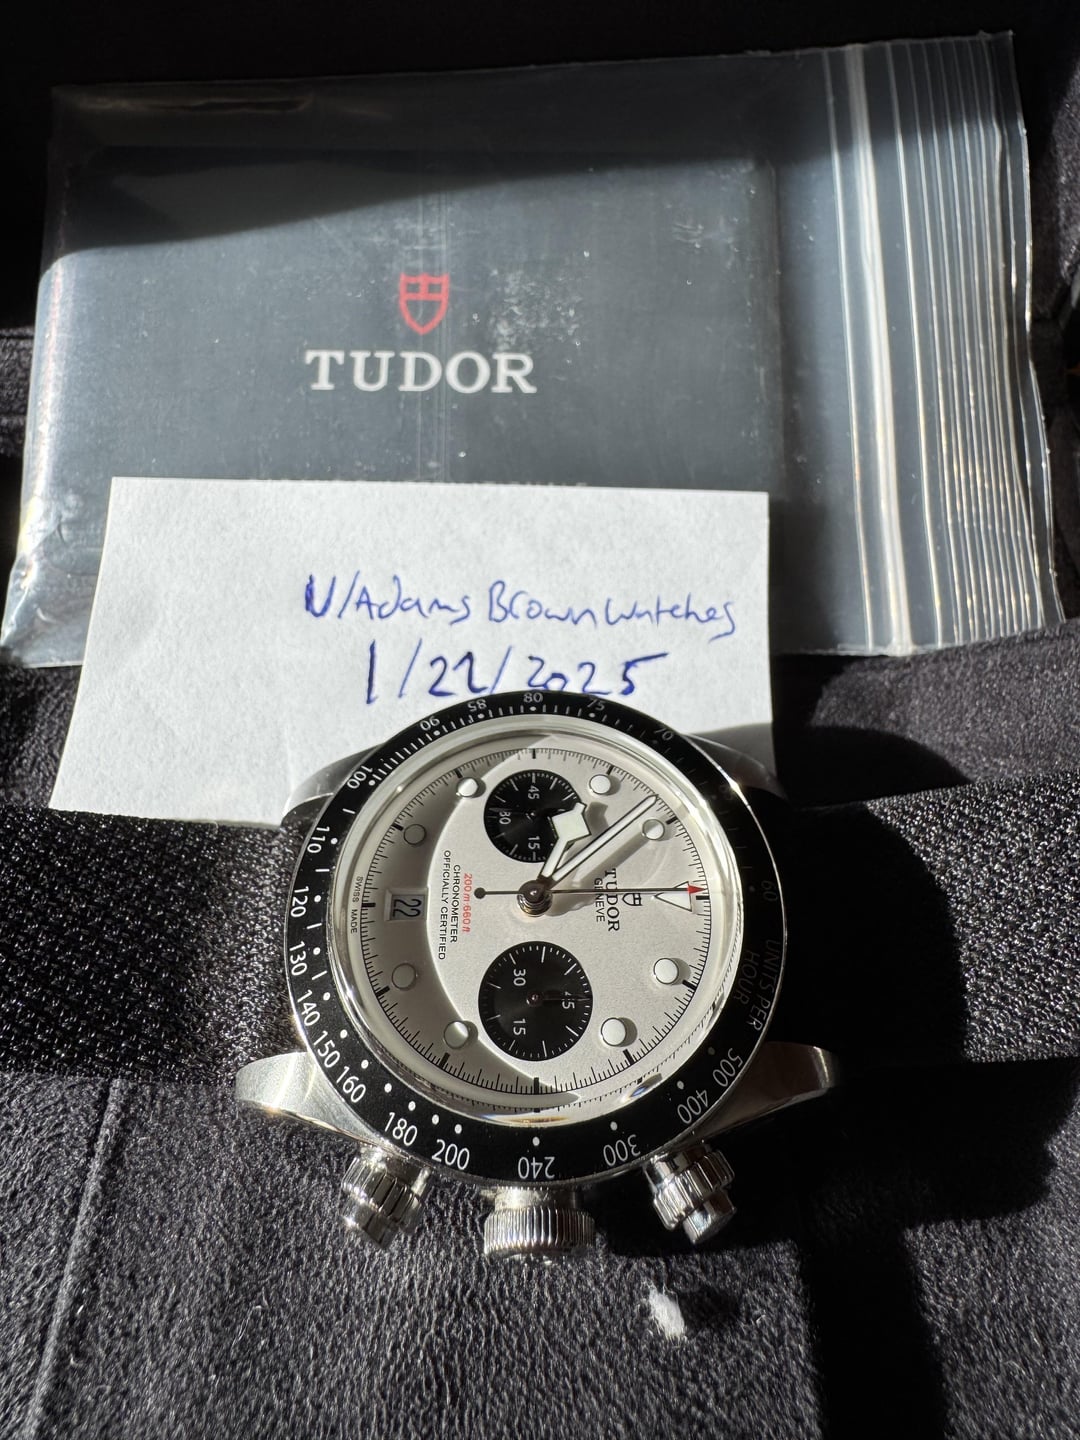 TUDOR
U/Adams Brown Watches
1/22/2025
60
UNITS PER
HOUR
500
400
300
240
200
180
160
150
140
130
120
110
100
90
85
80
75
70
TUDOR
GENEVE
200m:660ft
CHRONOMETER
OFFICIALLY CERTIFIED
22
SWISS MADE
45
30
15
45
30
15